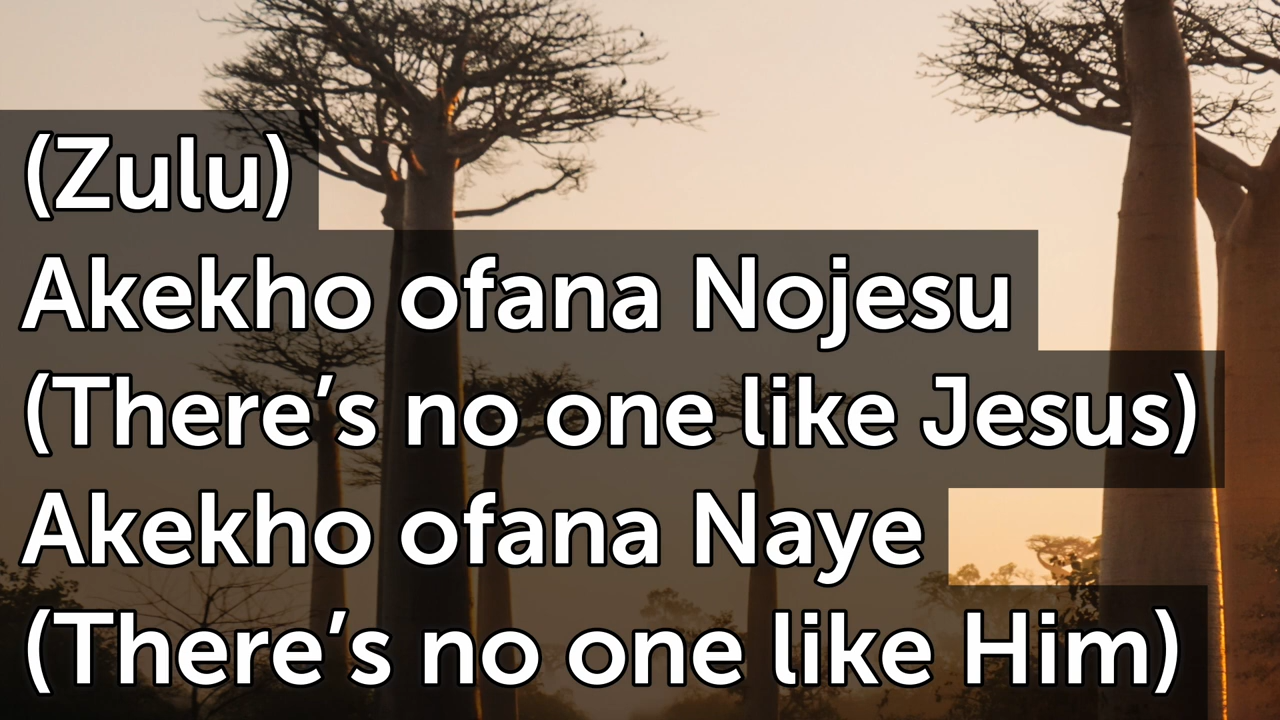 (Zulu)
Akekho ofana Nojesu
(There’s no one like Jesus)
Akekho ofana Naye
(There’s no one like Him)